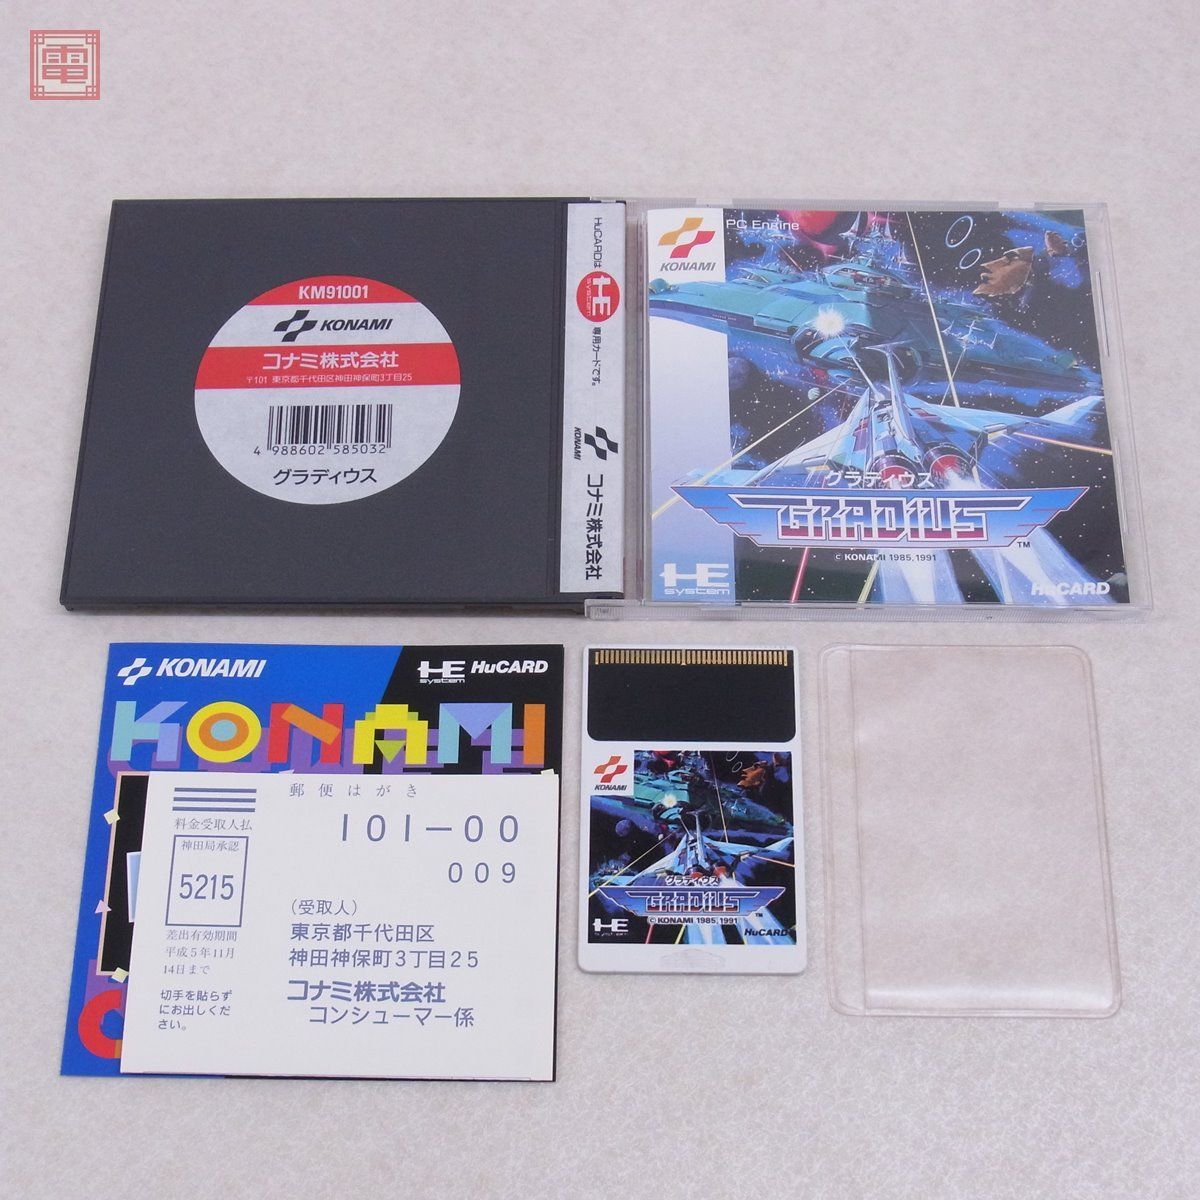 電
KM91001
KONAMI
コナミ株式会社
〒101 東京都千代田区神田神保町3丁目25
4 988602 585032
グラディウス
HuCARDは
HE
system
専用カードです。
KONAMI
コナミ株式会社
KONAMI
PC Engine
グラディウス
GRADIUS
TM
© KONAMI 1985,1991
HE
system
HuCARD
KONAMI
HE
system
HuCARD
KONAMI
郵便はがき
料金受取人払
神田局承認
5215
差出有効期間
平成5年11月
14日まで
切手を貼らず
にお出しくだ
さい。
101-00
009
(受取人)
東京都千代田区
神田神保町3丁目25
コナミ株式会社
コンシューマー係
KONAMI
グラディウス
GRADIUS
TM
© KONAMI 1985,1991
HE
system
HuCARD